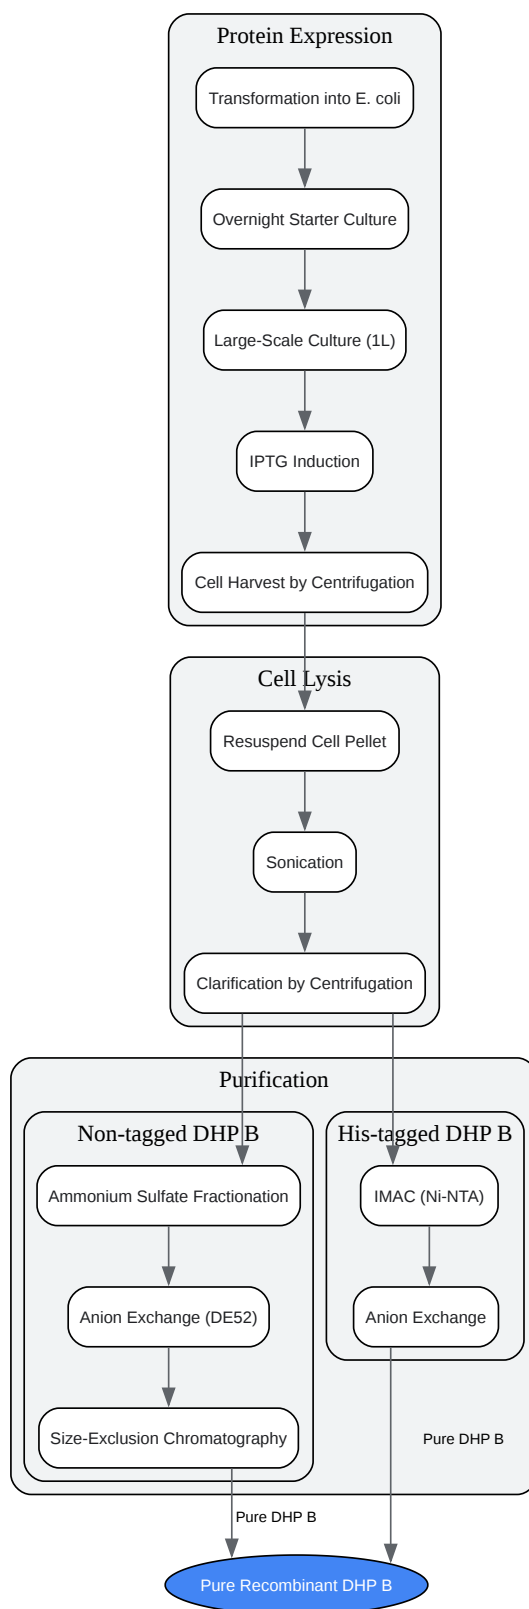 Protein Expression
Transformation into E. coli
Overnight Starter Culture
Large-Scale Culture (1L)
IPTG Induction
Cell Harvest by Centrifugation
Cell Lysis
Resuspend Cell Pellet
Sonication
Clarification by Centrifugation
Purification
Non-tagged DHP B
Ammonium Sulfate Fractionation
Anion Exchange (DE52)
Size-Exclusion Chromatography
His-tagged DHP B
IMAC (Ni-NTA)
Anion Exchange
Pure DHP B
Pure DHP B
Pure Recombinant DHP B